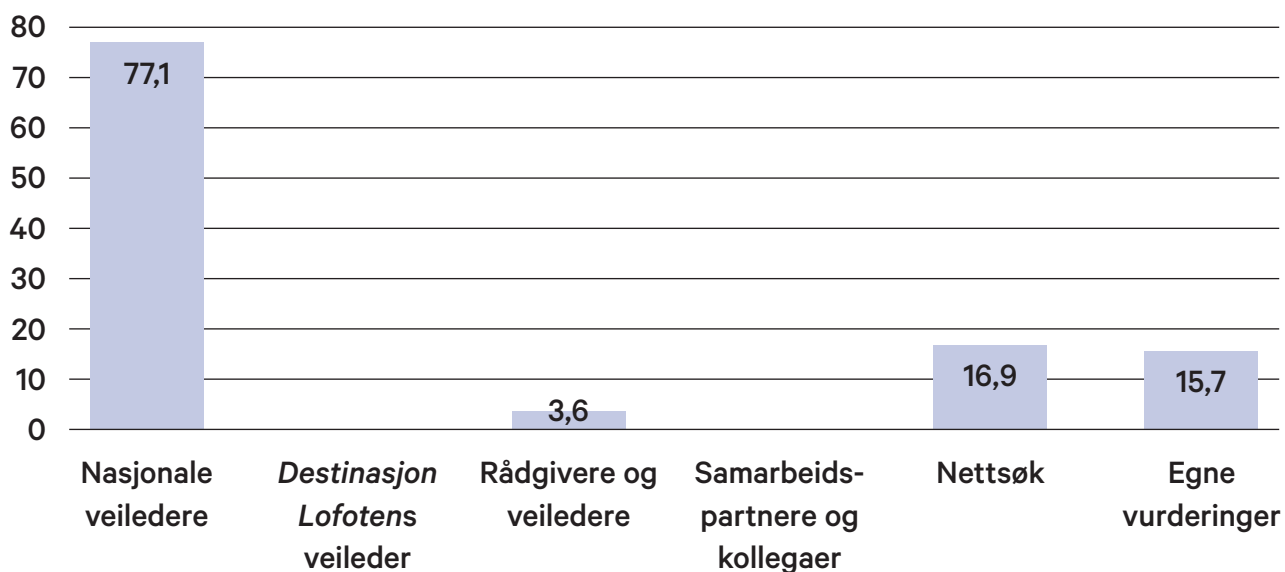 80
77,1
70
60
50
40
30
20
16,9
15,7
10
3,6
0
Nasjonale
veiledere
Destinasjon
Lofotens
veileder
Rådgivere og
veiledere
Samarbeids-
partnere og
kollegaer
Nettsøk
Egne
vurderinger